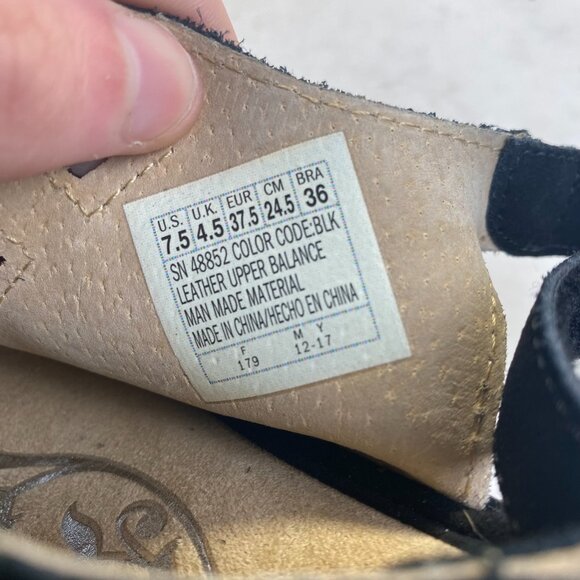 U.S. U.K. EUR CM BRA
7.5 4.5 37.5 24.5 36
SN 48852 COLOR CODE:BLK
LEATHER UPPER BALANCE
MAN MADE MATERIAL
MADE IN CHINA/HECHO EN CHINA
F M Y
179 12-17